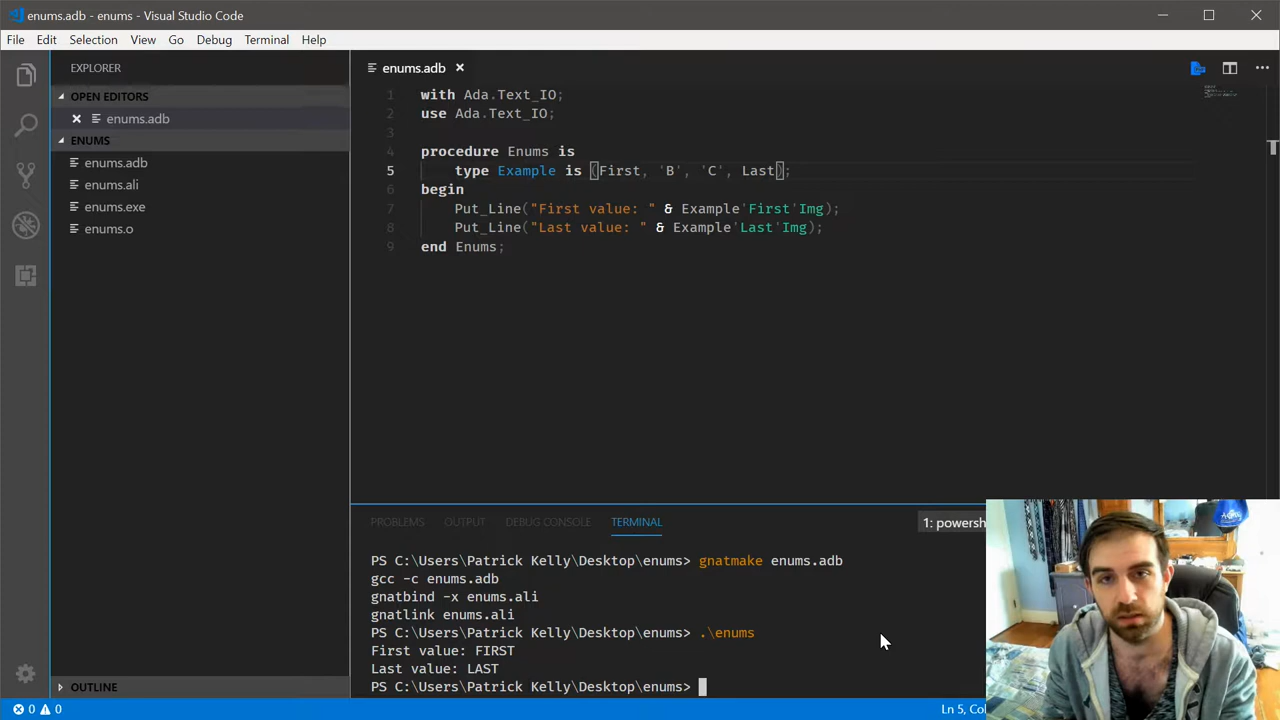 enums.adb - enums - Visual Studio Code
File Edit Selection View Go Debug Terminal Help
EXPLORER
OPEN EDITORS
enums.adb
ENUMS
enums.adb
enums.ali
enums.exe
enums.o
OUTLINE
enums.adb
1 with Ada.Text_IO;
2 use Ada.Text_IO;
3
4 procedure Enums is
5 type Example is (First, 'B', 'C', Last);
6 begin
7 Put_Line("First value: " & Example'First'Img);
8 Put_Line("Last value: " & Example'Last'Img);
9 end Enums;
PROBLEMS OUTPUT DEBUG CONSOLE TERMINAL 1: powersh
PS C:\Users\Patrick Kelly\Desktop\enums> gnatmake enums.adb
gcc -c enums.adb
gnatbind -x enums.ali
gnatlink enums.ali
PS C:\Users\Patrick Kelly\Desktop\enums> .\enums
First value: FIRST
Last value: LAST
PS C:\Users\Patrick Kelly\Desktop\enums>
0 0 Ln 5, Col